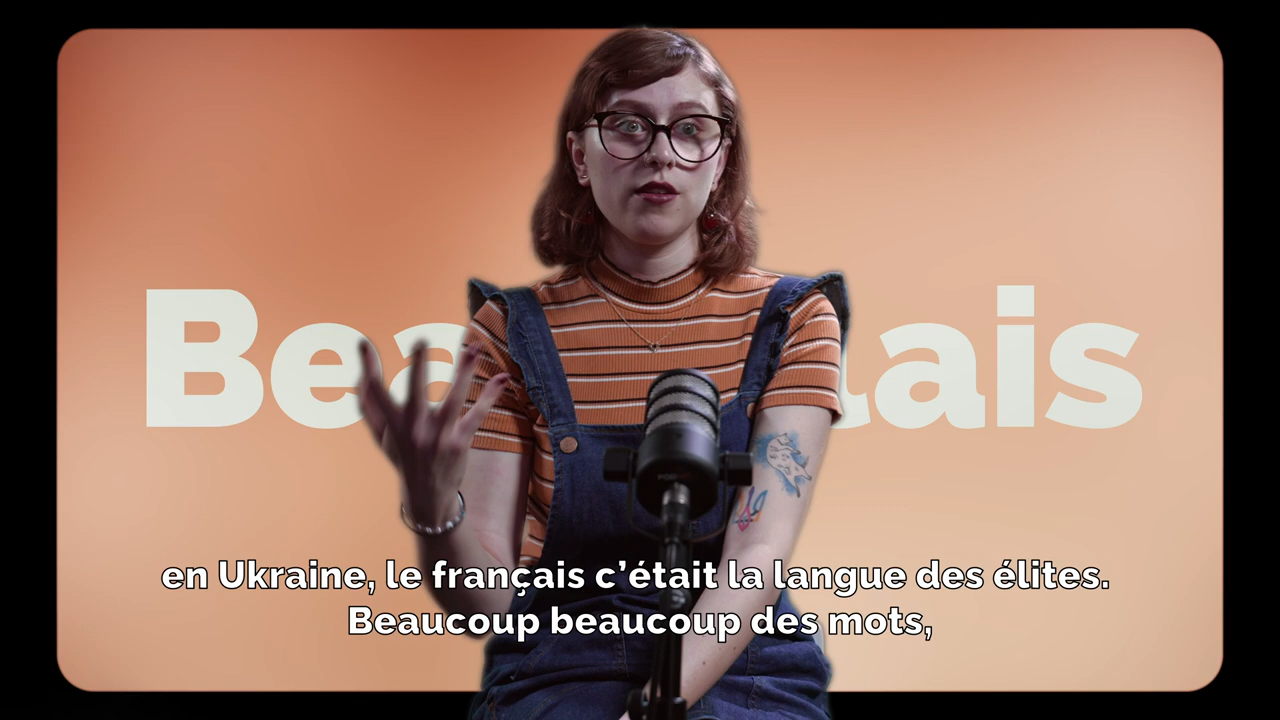 en Ukraine, le français c’était la langue des élites.
Beaucoup beaucoup des mots,